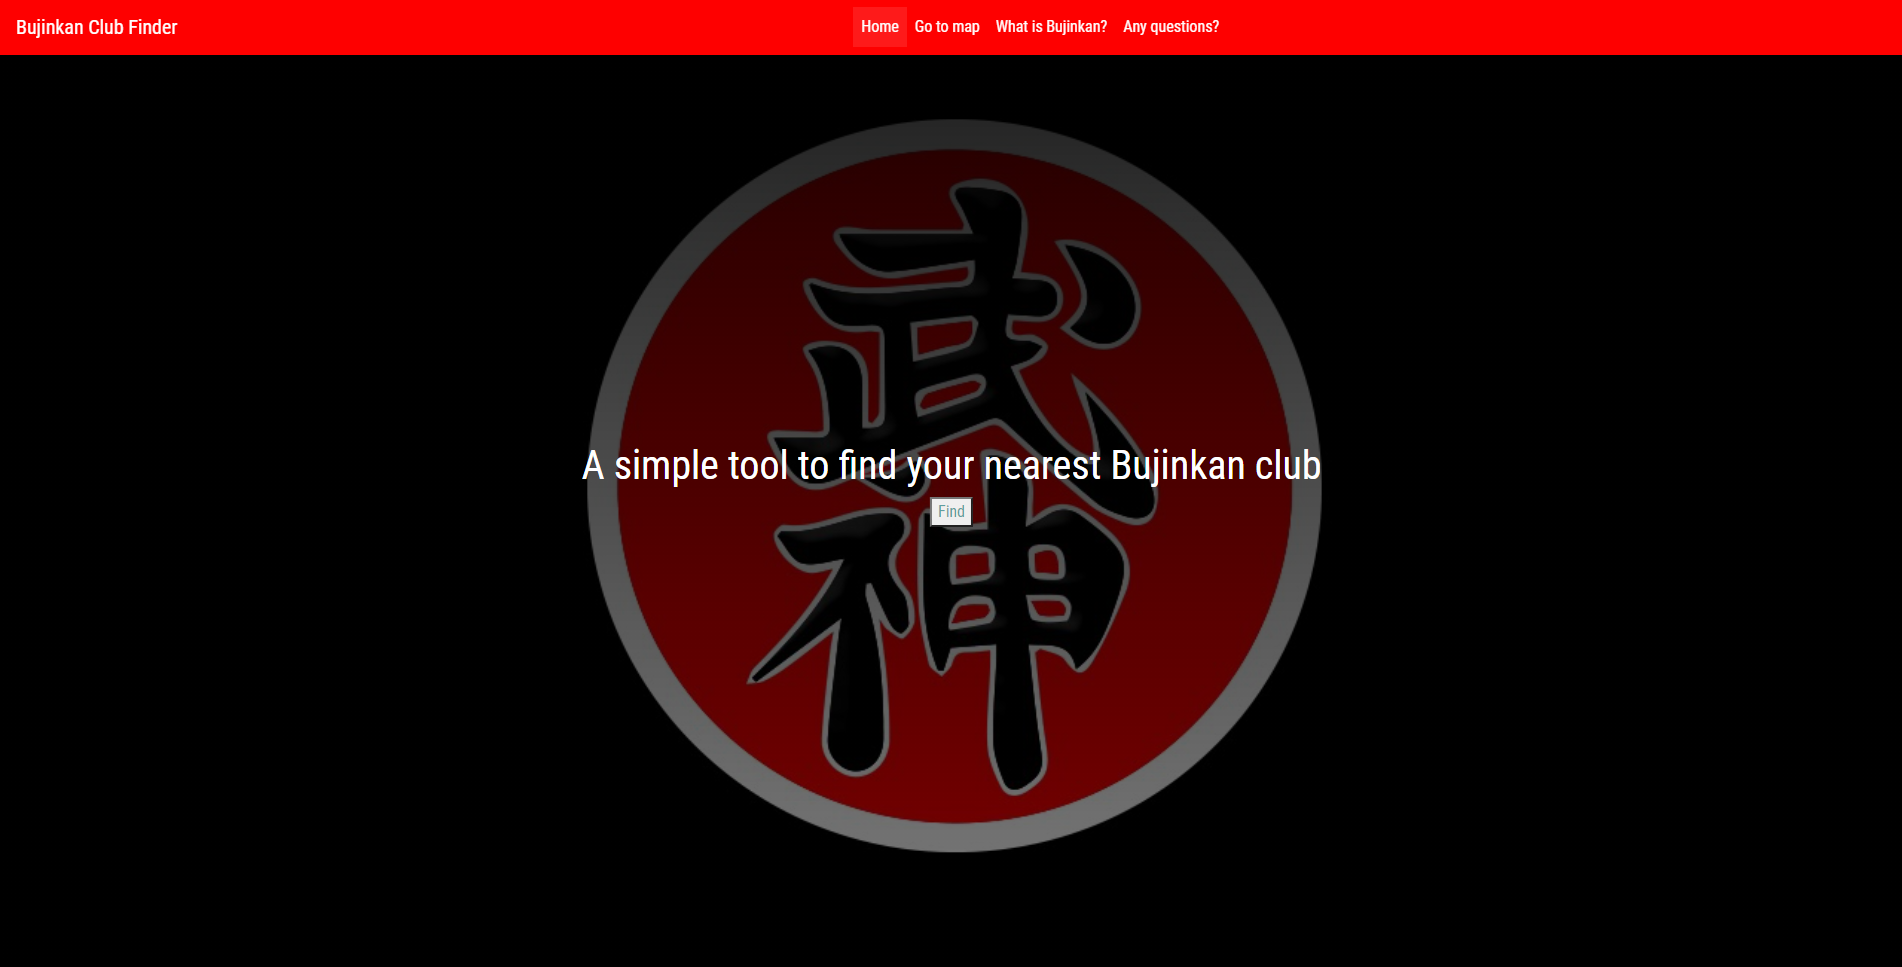 Bujinkan Club Finder
Home Go to map What is Bujinkan? Any questions?
武
神
A simple tool to find your nearest Bujinkan club
Find